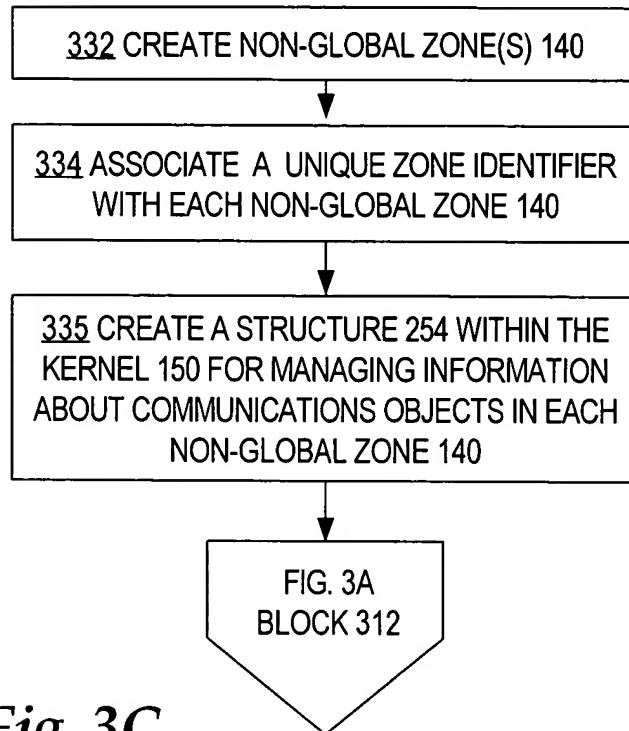 332 CREATE NON-GLOBAL ZONE(S) 140
334 ASSOCIATE A UNIQUE ZONE IDENTIFIER
WITH EACH NON-GLOBAL ZONE 140
335 CREATE A STRUCTURE 254 WITHIN THE
KERNEL 150 FOR MANAGING INFORMATION
ABOUT COMMUNICATIONS OBJECTS IN EACH
NON-GLOBAL ZONE 140
FIG. 3A
BLOCK 312
Fig. 3C